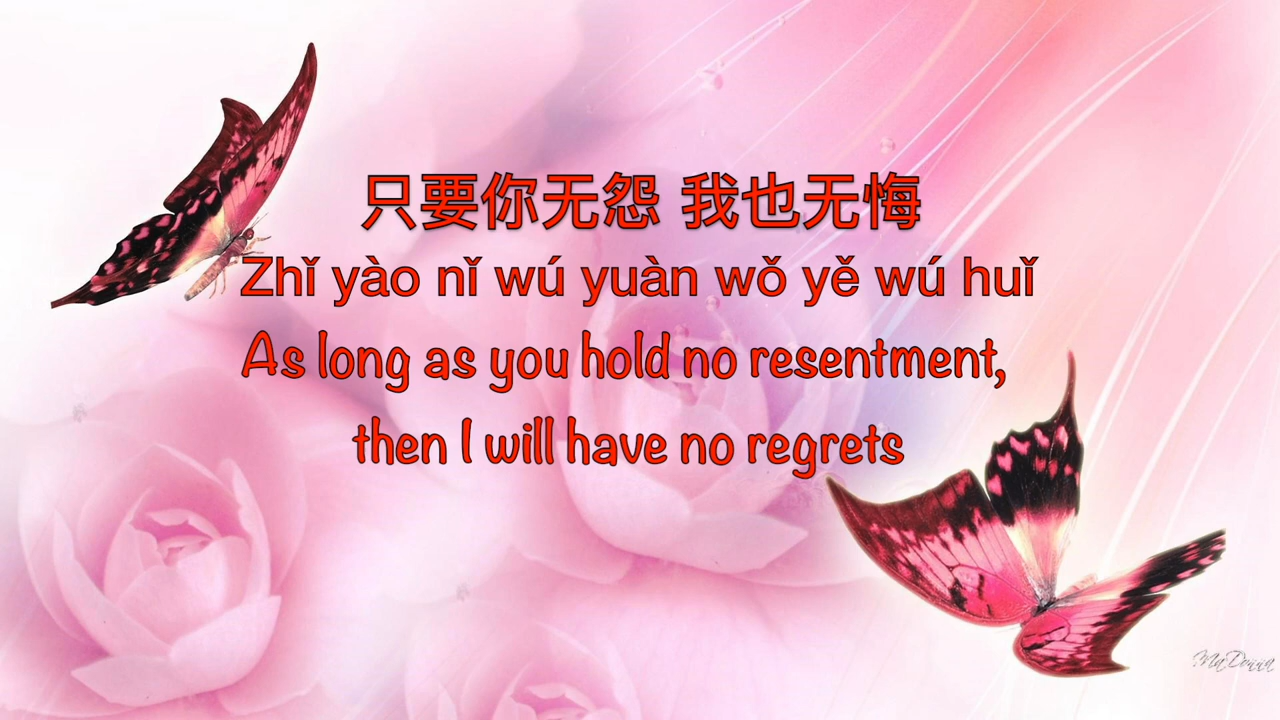 只要你无怨 我也无悔
Zhǐ yào nǐ wú yuàn wǒ yě wú huǐ
As long as you hold no resentment,
then I will have no regrets
MaDonna